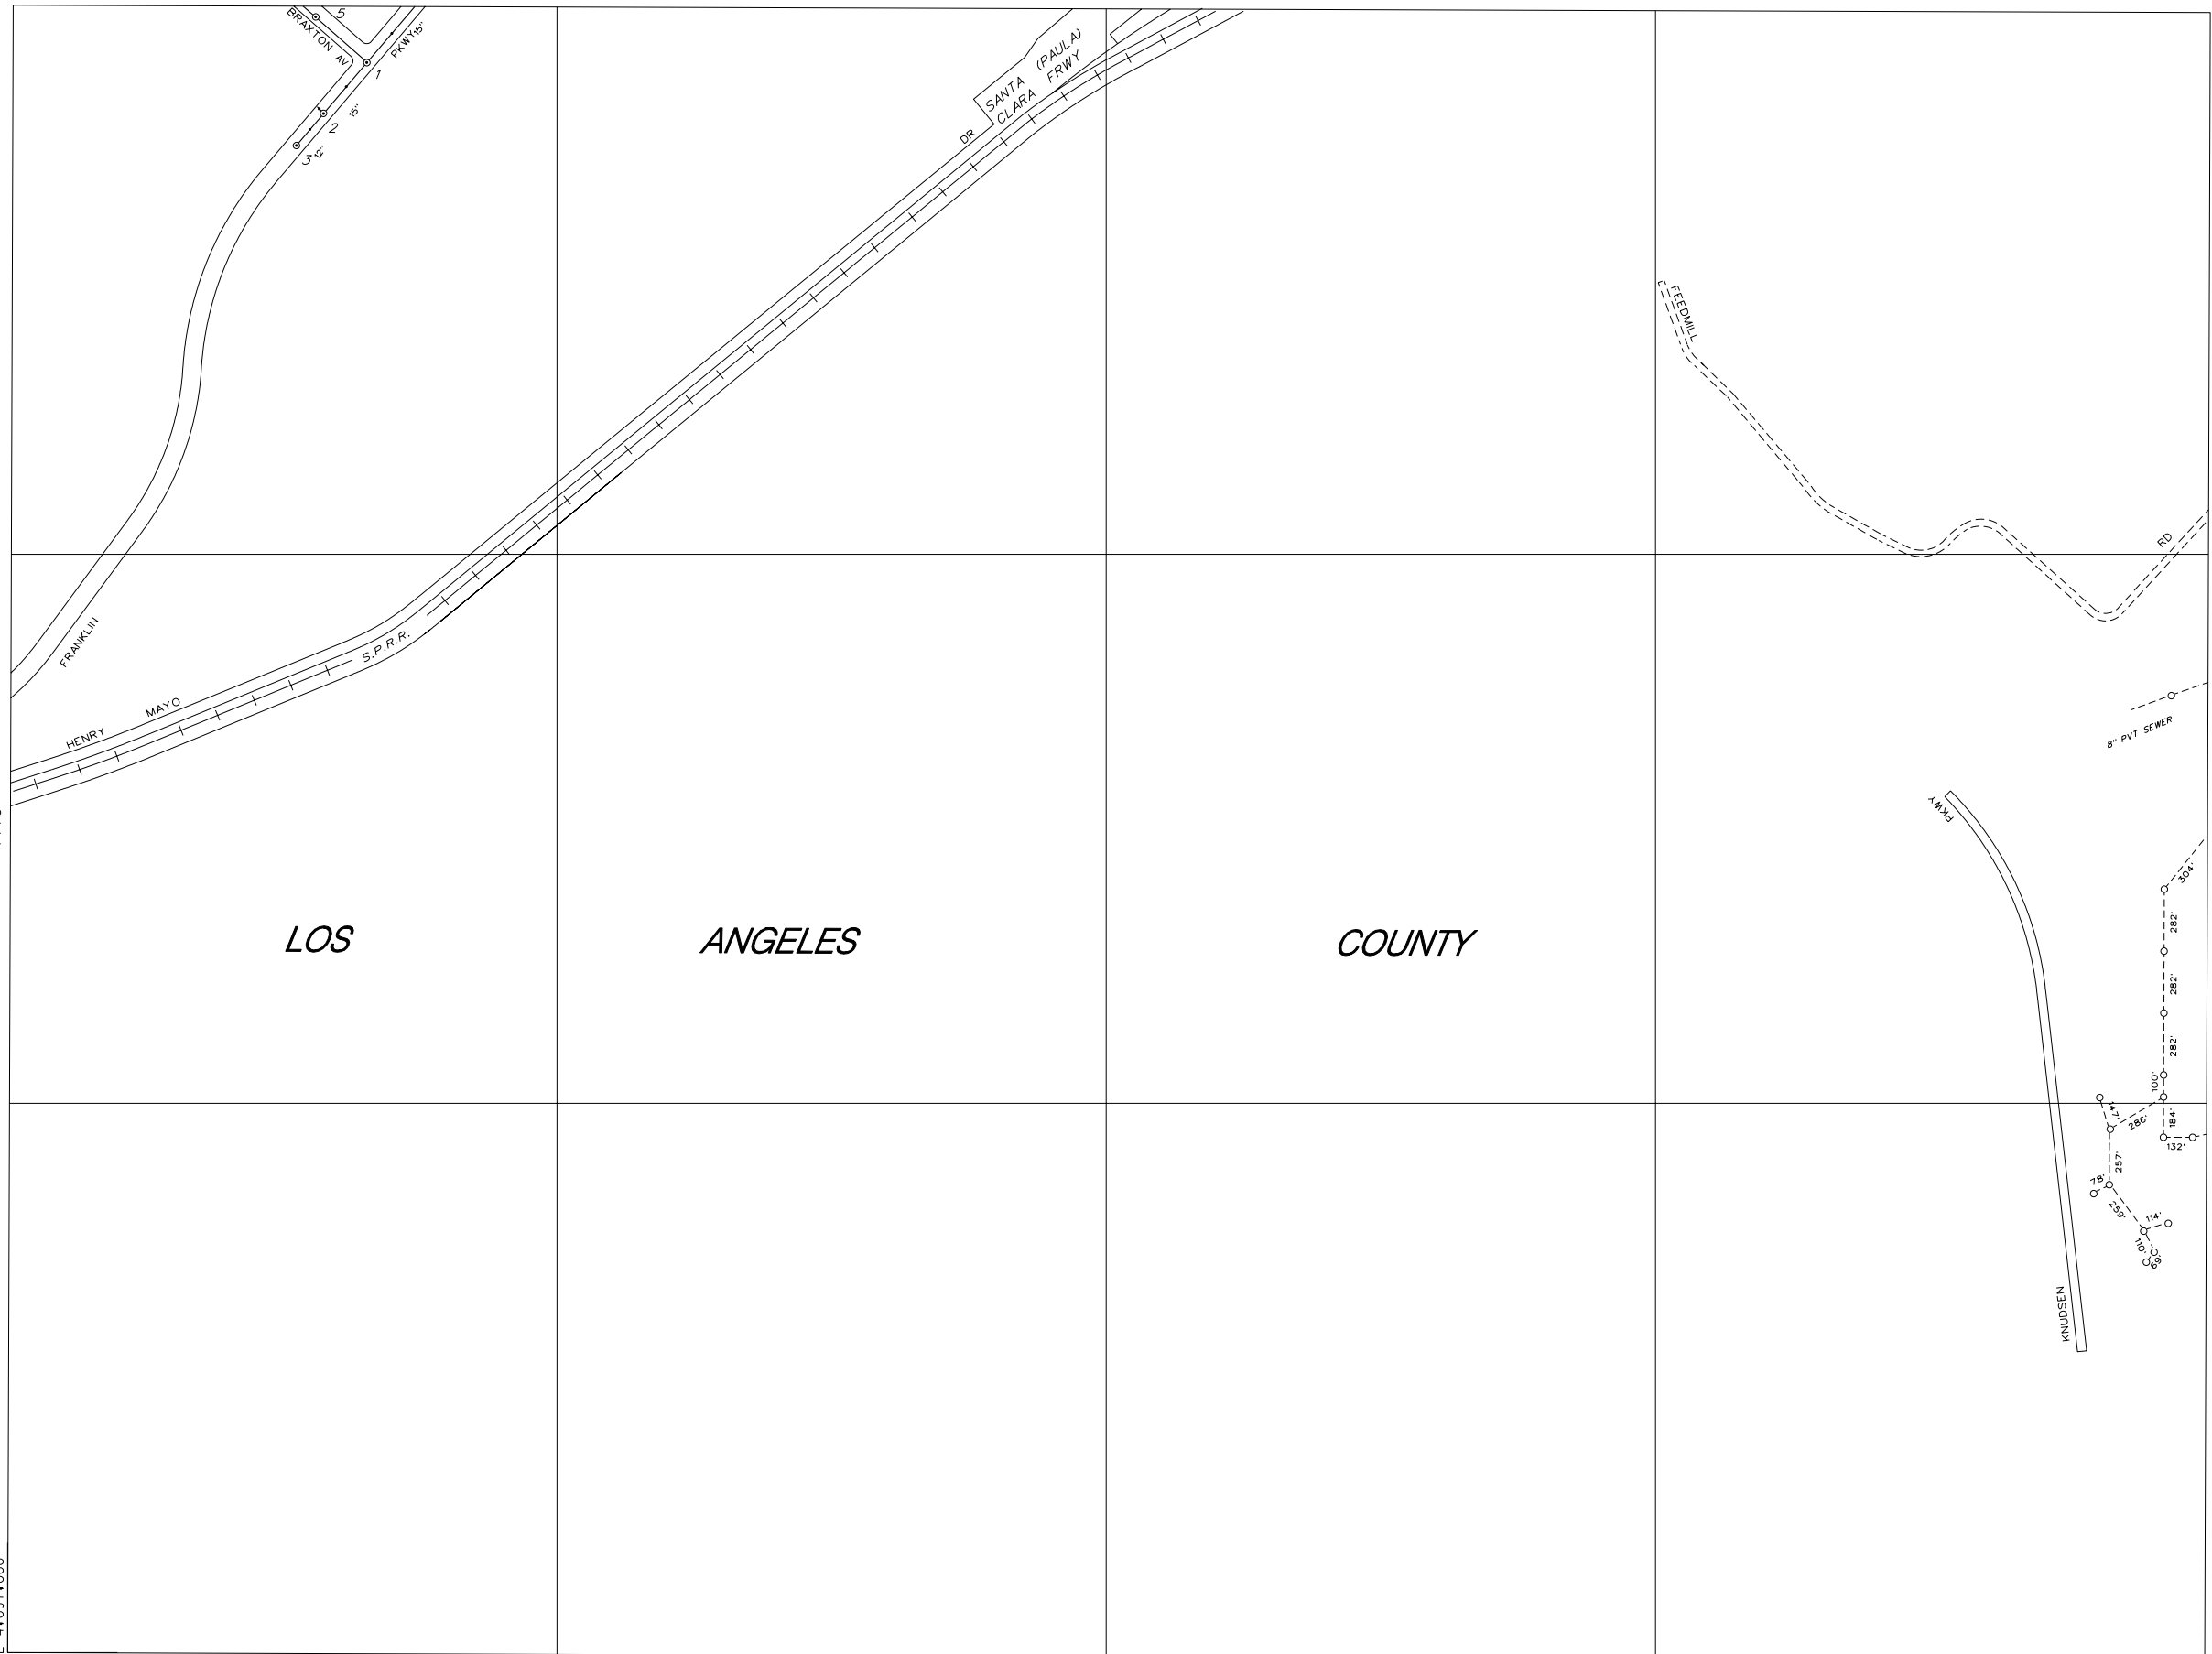 5
BRAXTON AV
PKWY
15"
1
15"
2
3
12"
SANTA (PAULA)
CLARA FRWY
DR
FEEDMILL
RD
FRANKLIN
S.P.R.R.
HENRY MAYO
8" PVT SEWER
PKWY
304'
LOS ANGELES COUNTY
282'
282'
282'
100'
147'
286'
184'
132'
257'
78'
259'
114'
110'
69'
KNUDSEN